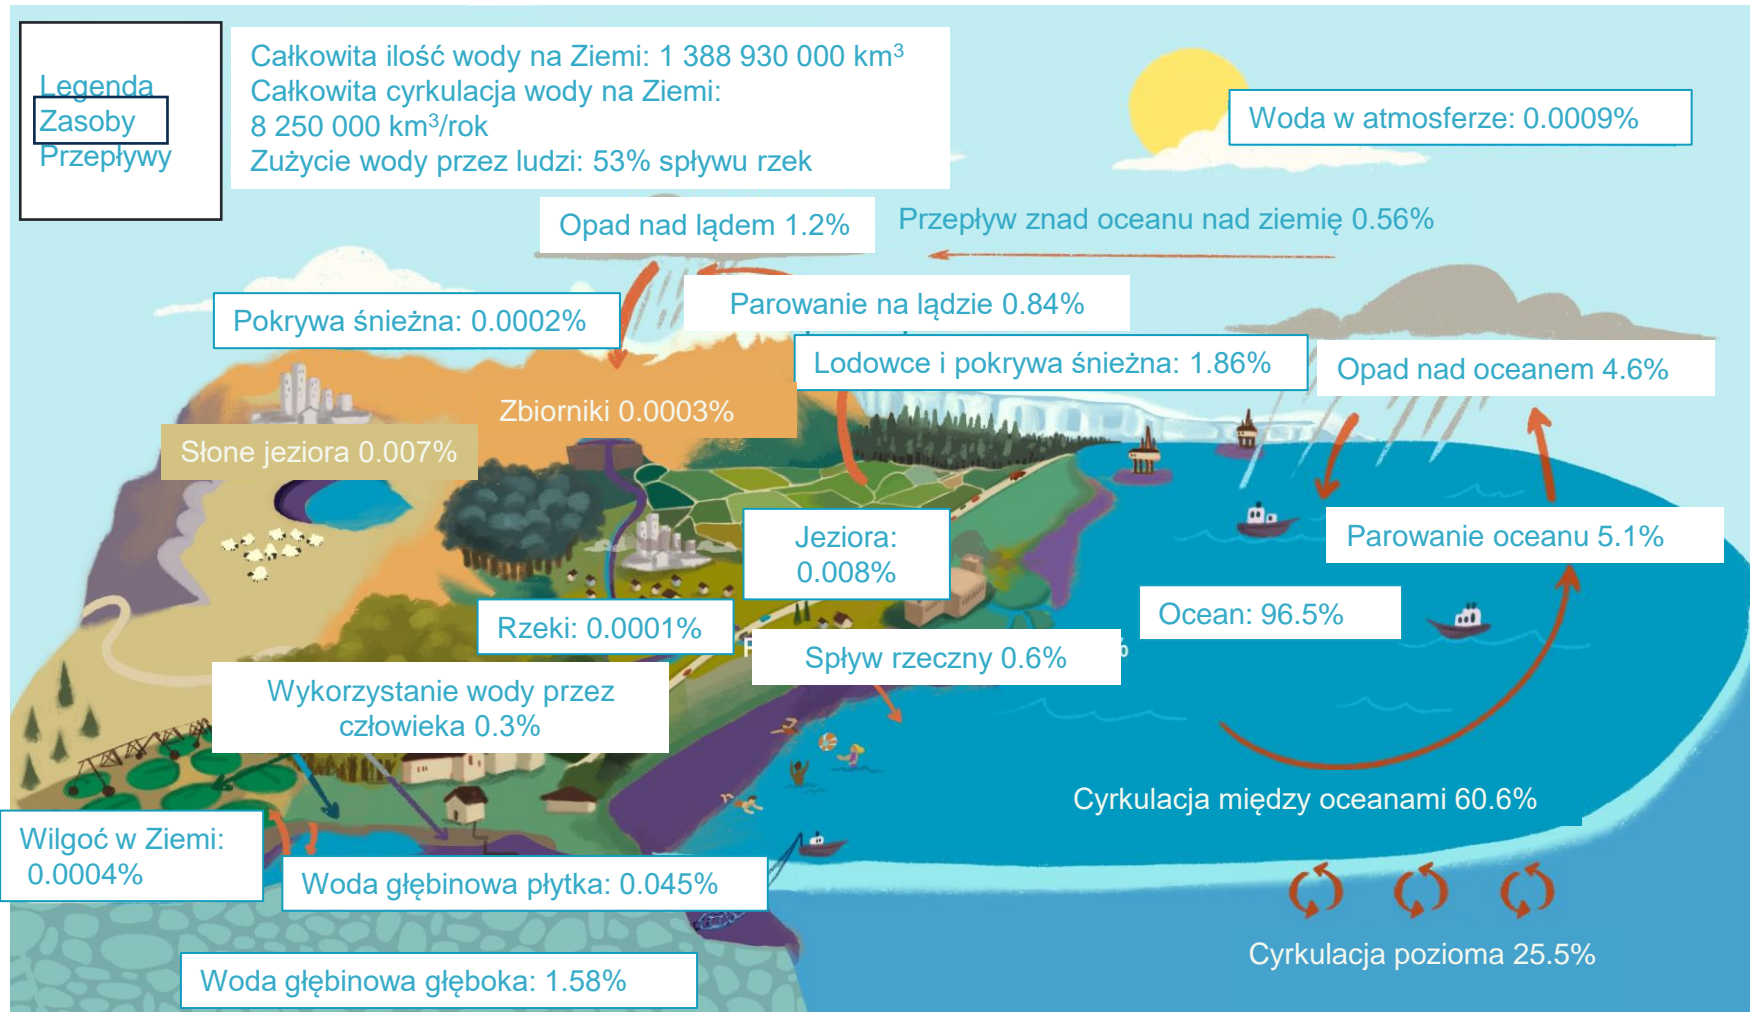 Legenda
Zasoby
Przepływy
Całkowita ilość wody na Ziemi: 1 388 930 000 km³
Całkowita cyrkulacja wody na Ziemi:
8 250 000 km³/rok
Zużycie wody przez ludzi: 53% spływu rzek
Woda w atmosferze: 0.0009%
Opad nad lądem 1.2%
Przepływ znad oceanu nad ziemię 0.56%
Pokrywa śnieżna: 0.0002%
Parowanie na lądzie 0.84%
Lodowce i pokrywa śnieżna: 1.86%
Opad nad oceanem 4.6%
Zbiorniki 0.0003%
Słone jeziora 0.007%
Jeziora:
0.008%
Parowanie oceanu 5.1%
Rzeki: 0.0001%
Ocean: 96.5%
Spływ rzeczny 0.6%
Wykorzystanie wody przez
człowieka 0.3%
Cyrkulacja między oceanami 60.6%
Wilgoć w Ziemi:
0.0004%
Woda głębinowa płytka: 0.045%
Cyrkulacja pozioma 25.5%
Woda głębinowa głęboka: 1.58%